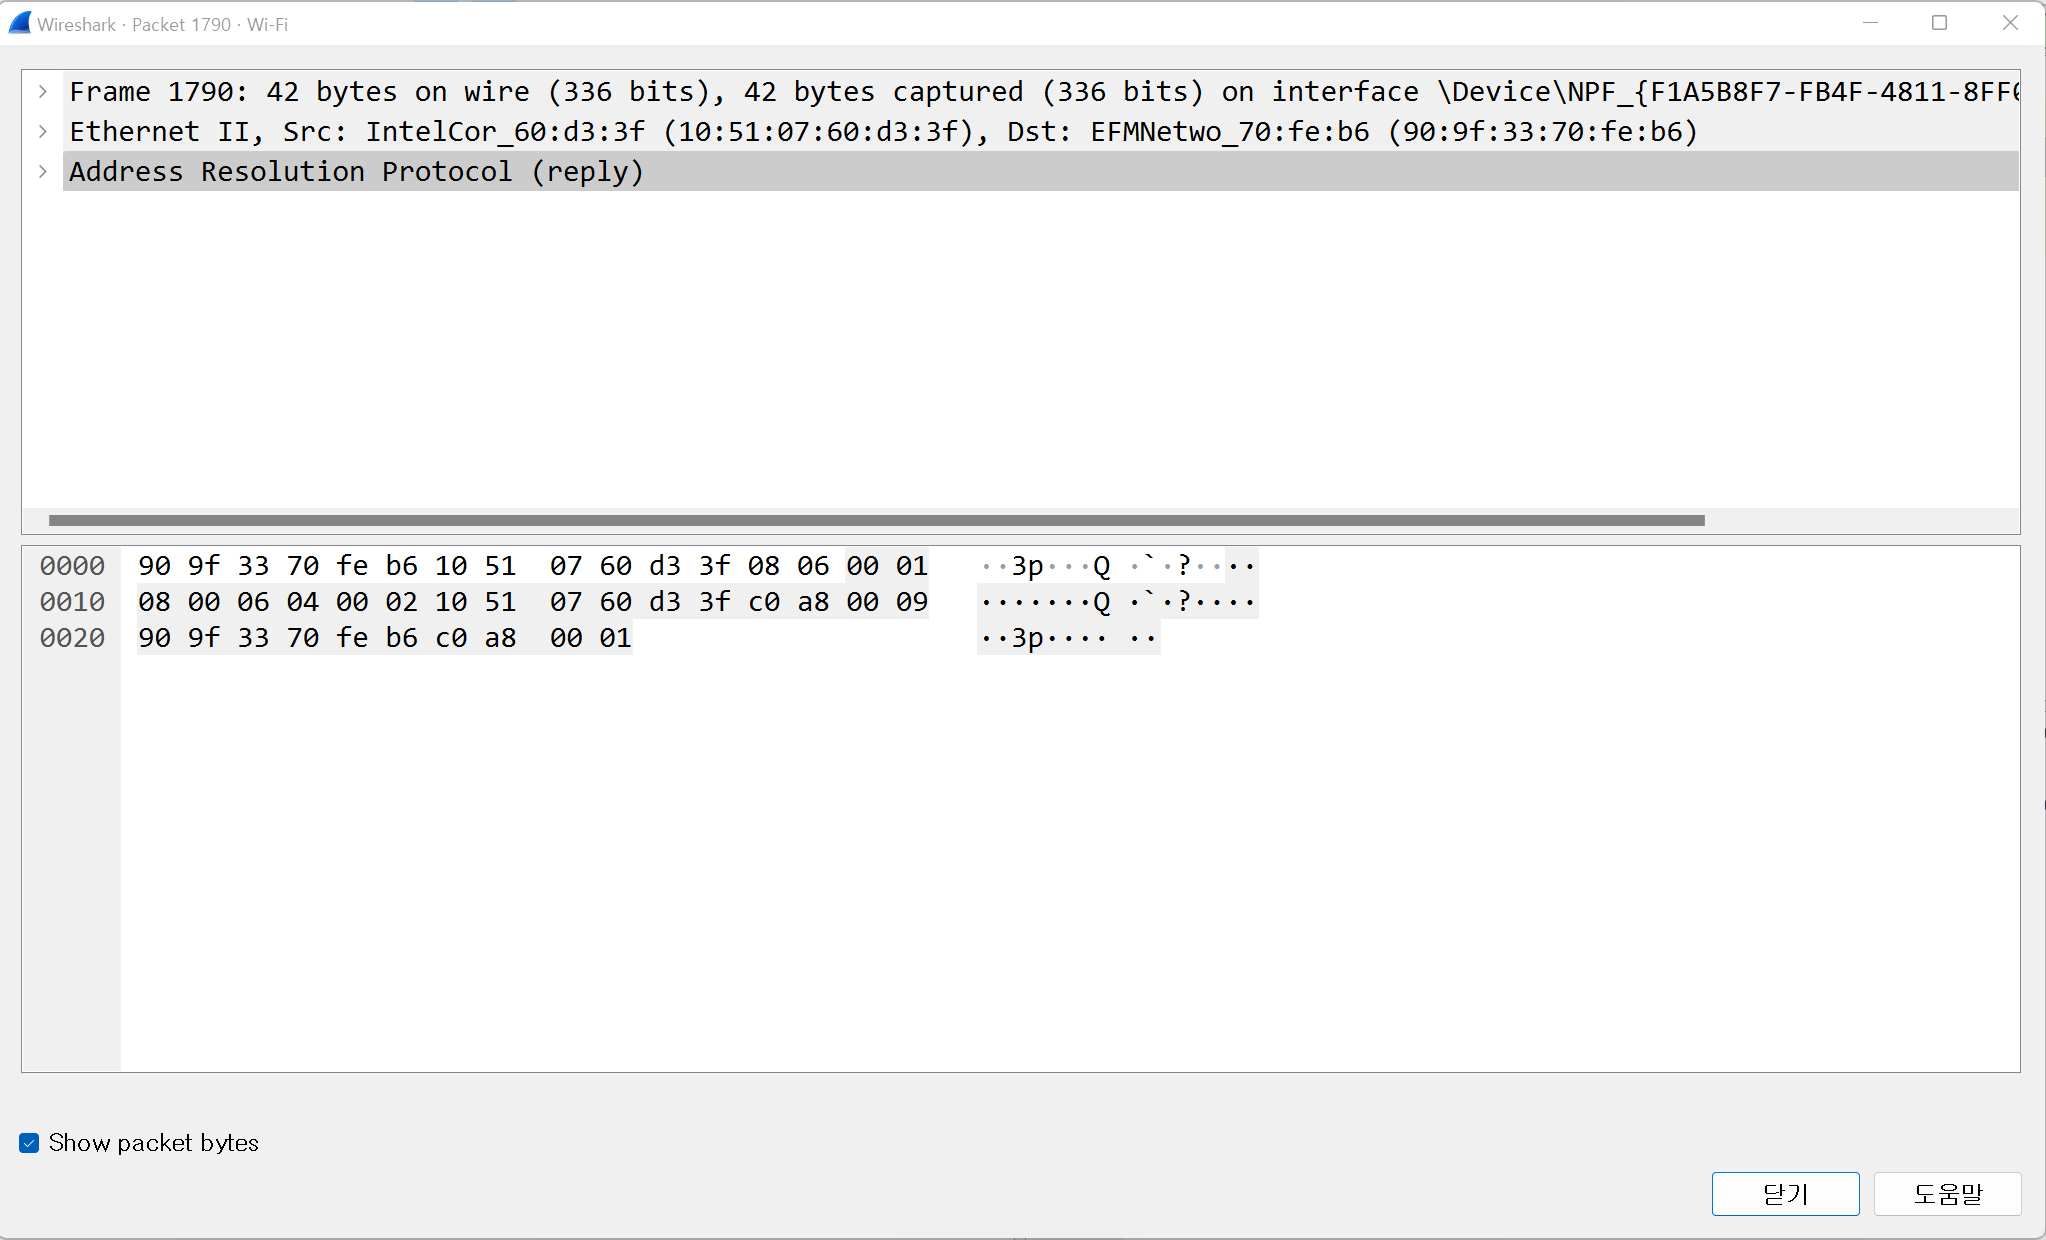 Wireshark · Packet 1790 · Wi-Fi
Frame 1790: 42 bytes on wire (336 bits), 42 bytes captured (336 bits) on interface \Device\NPF_{F1A5B8F7-FB4F-4811-8FF
Ethernet II, Src: IntelCor_60:d3:3f (10:51:07:60:d3:3f), Dst: EFMNetwo_70:fe:b6 (90:9f:33:70:fe:b6)
Address Resolution Protocol (reply)
0000 90 9f 33 70 fe b6 10 51 07 60 d3 3f 08 06 00 01 ··3p···Q ·`·?····
0010 08 00 06 04 00 02 10 51 07 60 d3 3f c0 a8 00 09 ·······Q ·`·?····
0020 90 9f 33 70 fe b6 c0 a8 00 01 ··3p···· ··
Show packet bytes
닫기 도움말